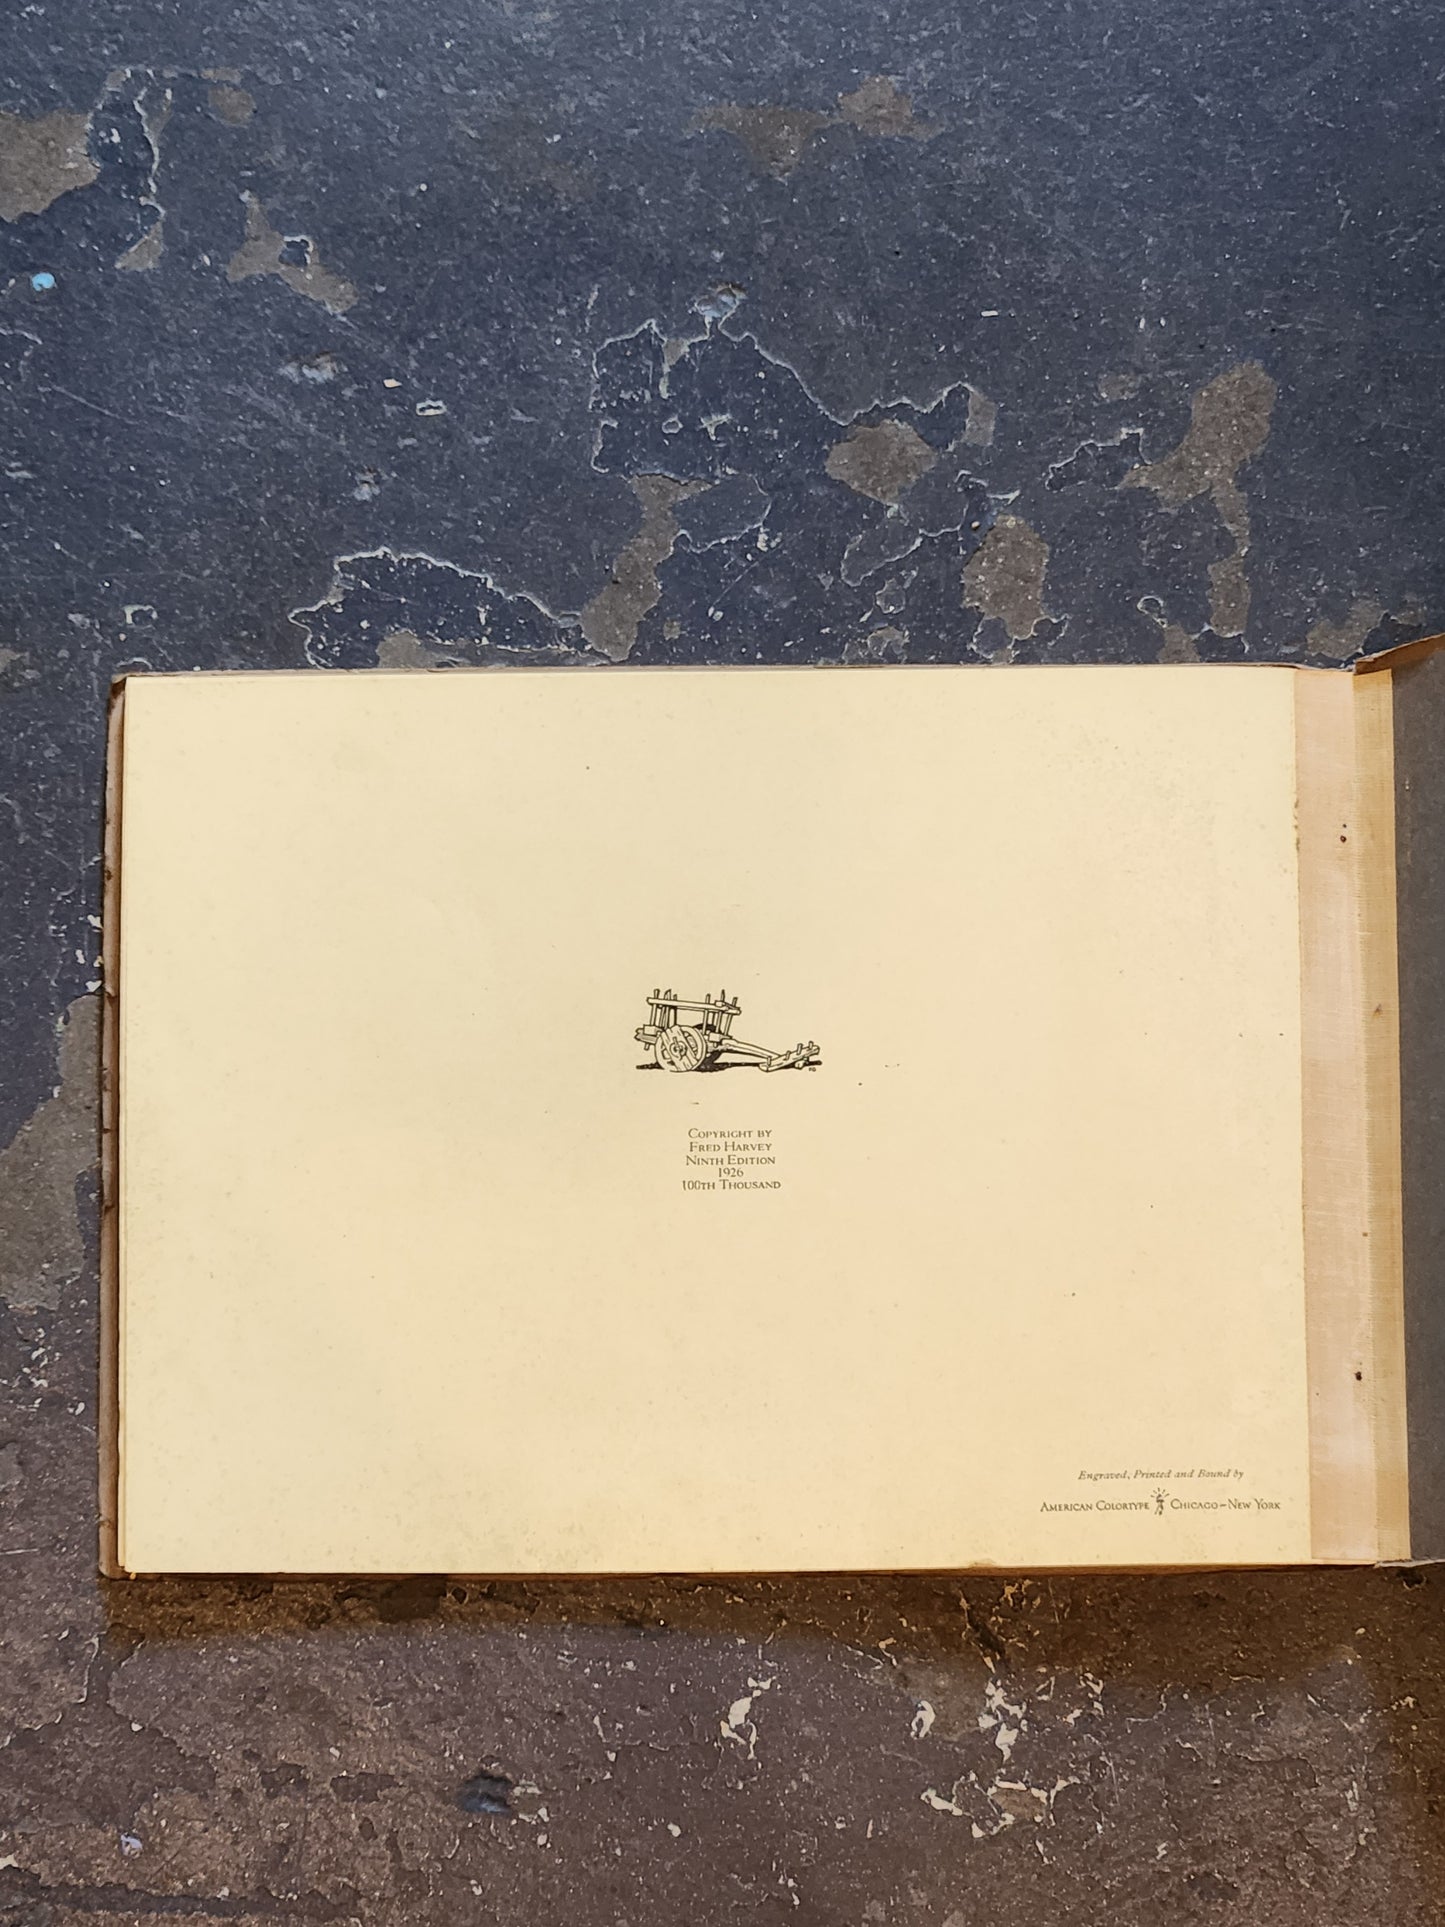 COPYRIGHT BY
FRED HARVEY
NINTH EDITION
1926
100TH THOUSAND
Engraved, Printed and Bound by
AMERICAN COLORTYPE CHICAGO-NEW YORK